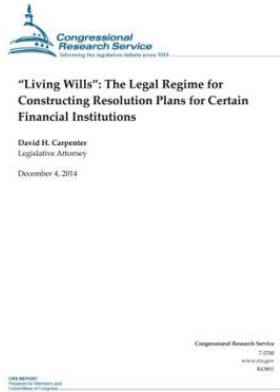 Congressional
Research Service
Informing the legislative debate since 1914
“Living Wills”: The Legal Regime for
Constructing Resolution Plans for Certain
Financial Institutions
David H. Carpenter
Legislative Attorney
December 4, 2014
Congressional Research Service
7-5700
www.crs.gov
CRS REPORT
Prepared for Members and
Committees of Congress